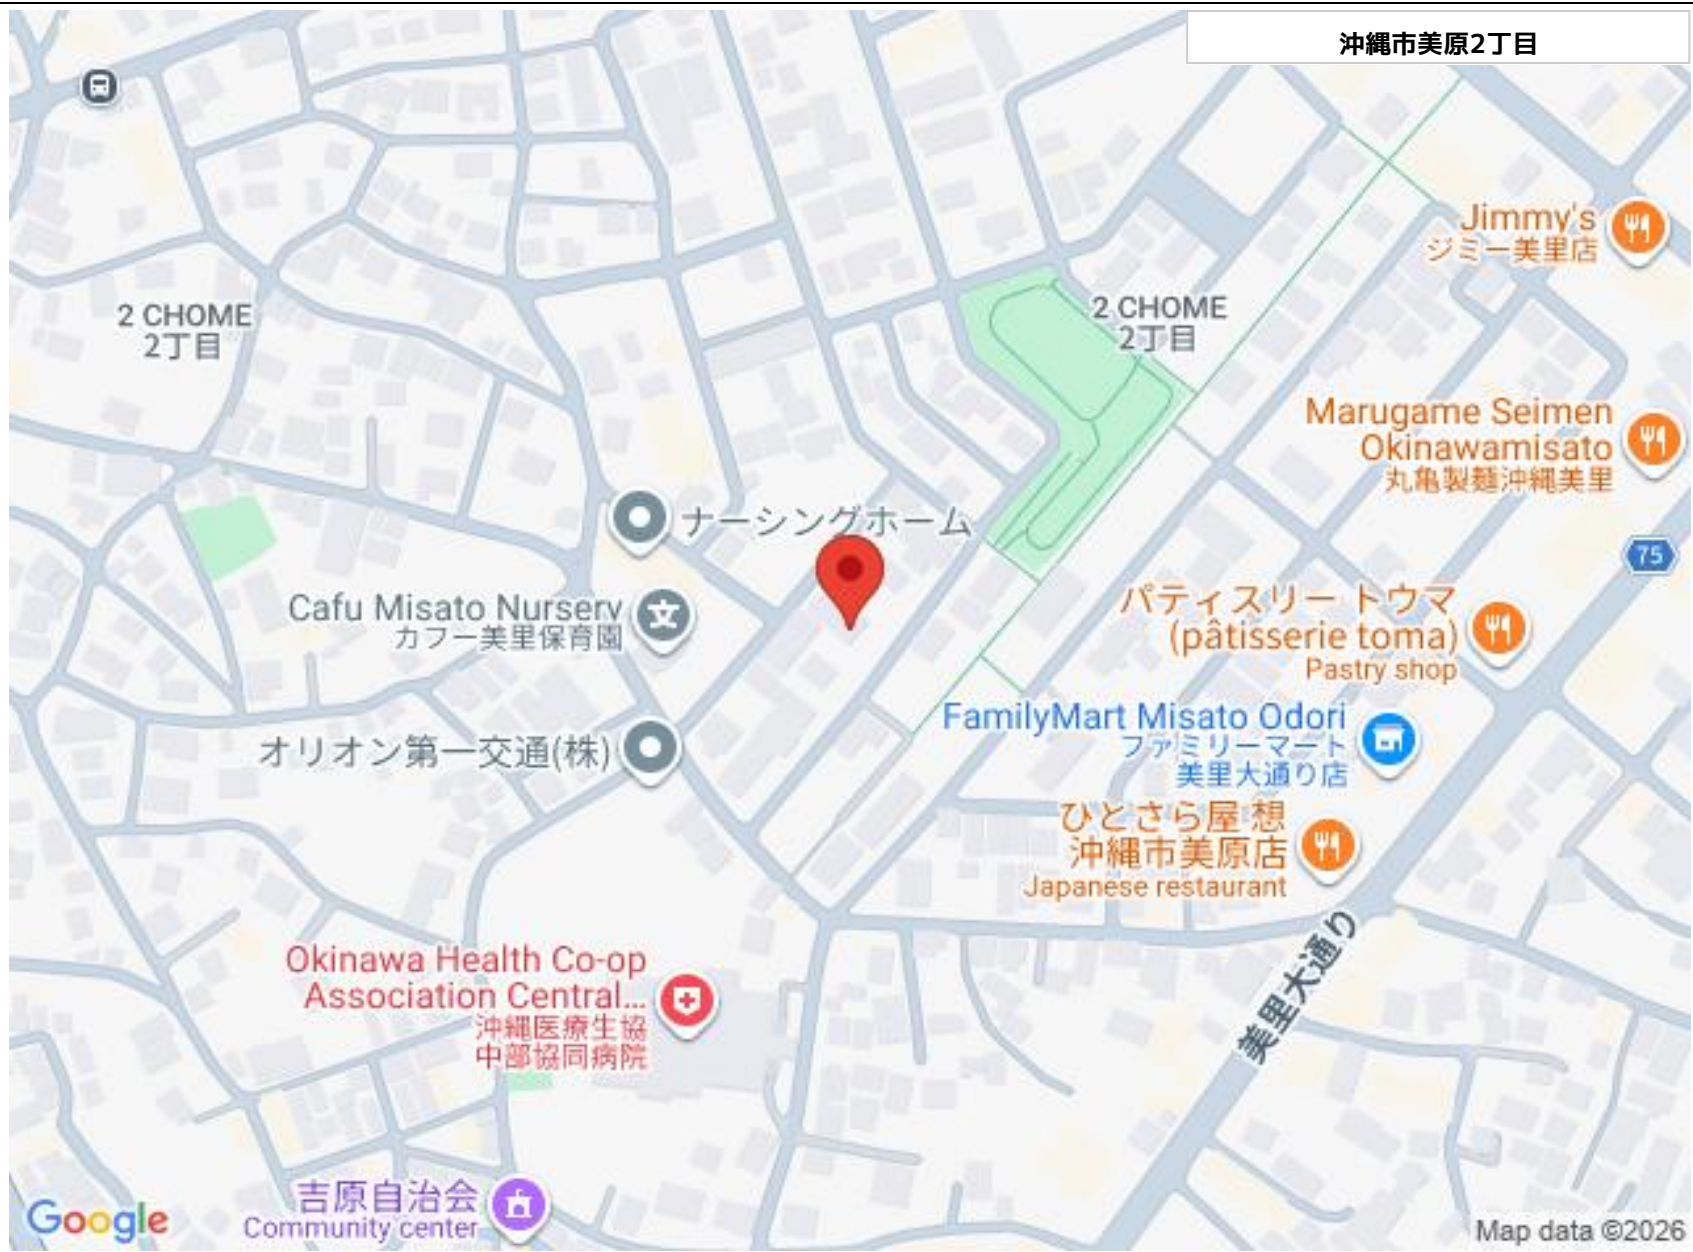 沖縄市美原2丁目
Jimmy's
ジミー美里店
2 CHOME
2丁目
2 CHOME
2丁目
Marugame Seimen
Okinawamisato
丸亀製麺沖縄美里
ナーシングホーム
75
Cafu Misato Nursery
カフー美里保育園
パティスリー トウマ
(pâtisserie toma)
Pastry shop
FamilyMart Misato Odori
ファミリーマート
美里大通り店
オリオン第一交通(株)
ひとさら屋 想
沖縄市美原店
Japanese restaurant
美里大通り
Okinawa Health Co-op
Association Central...
沖縄医療生協
中部協同病院
吉原自治会
Community center
Google
Map data ©2026